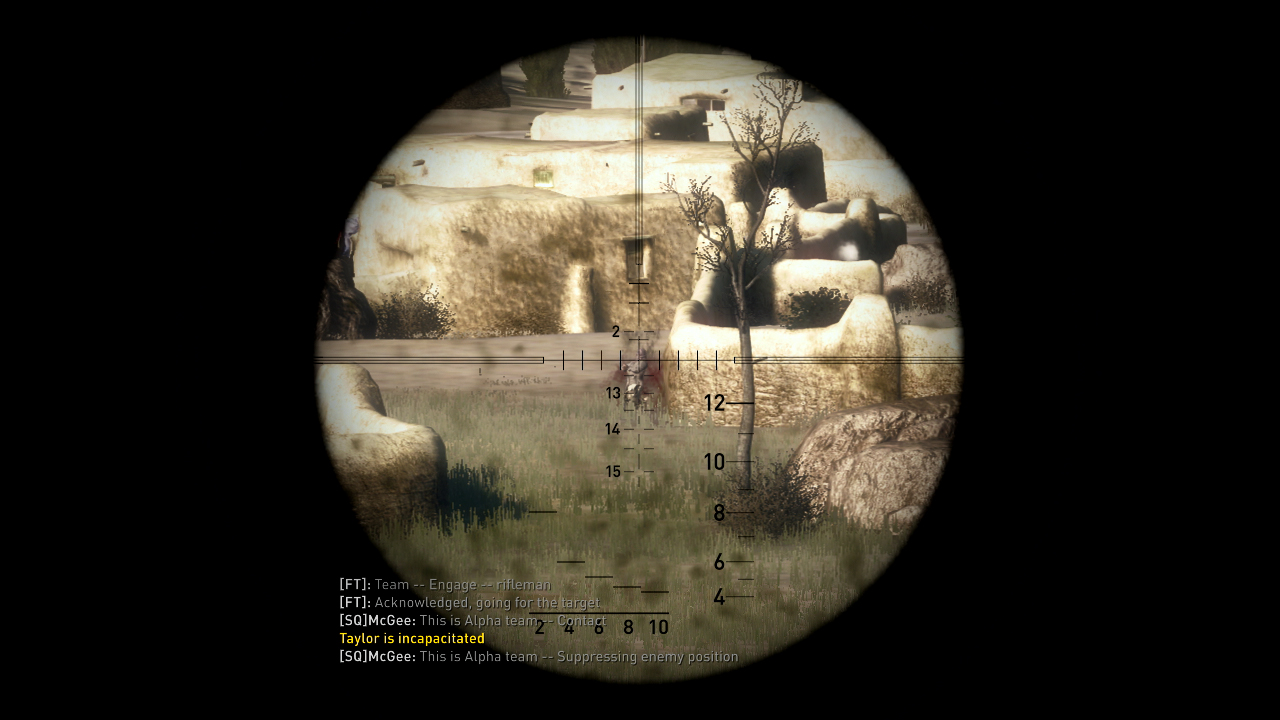 2
13
14
15
12
10
8
6
4
2 4 6 8 10
[FT]: Team -- Engage -- rifleman
[FT]: Acknowledged, going for the target
[SQ]McGee: This is Alpha team -- Contact
Taylor is incapacitated
[SQ]McGee: This is Alpha team -- Suppressing enemy position